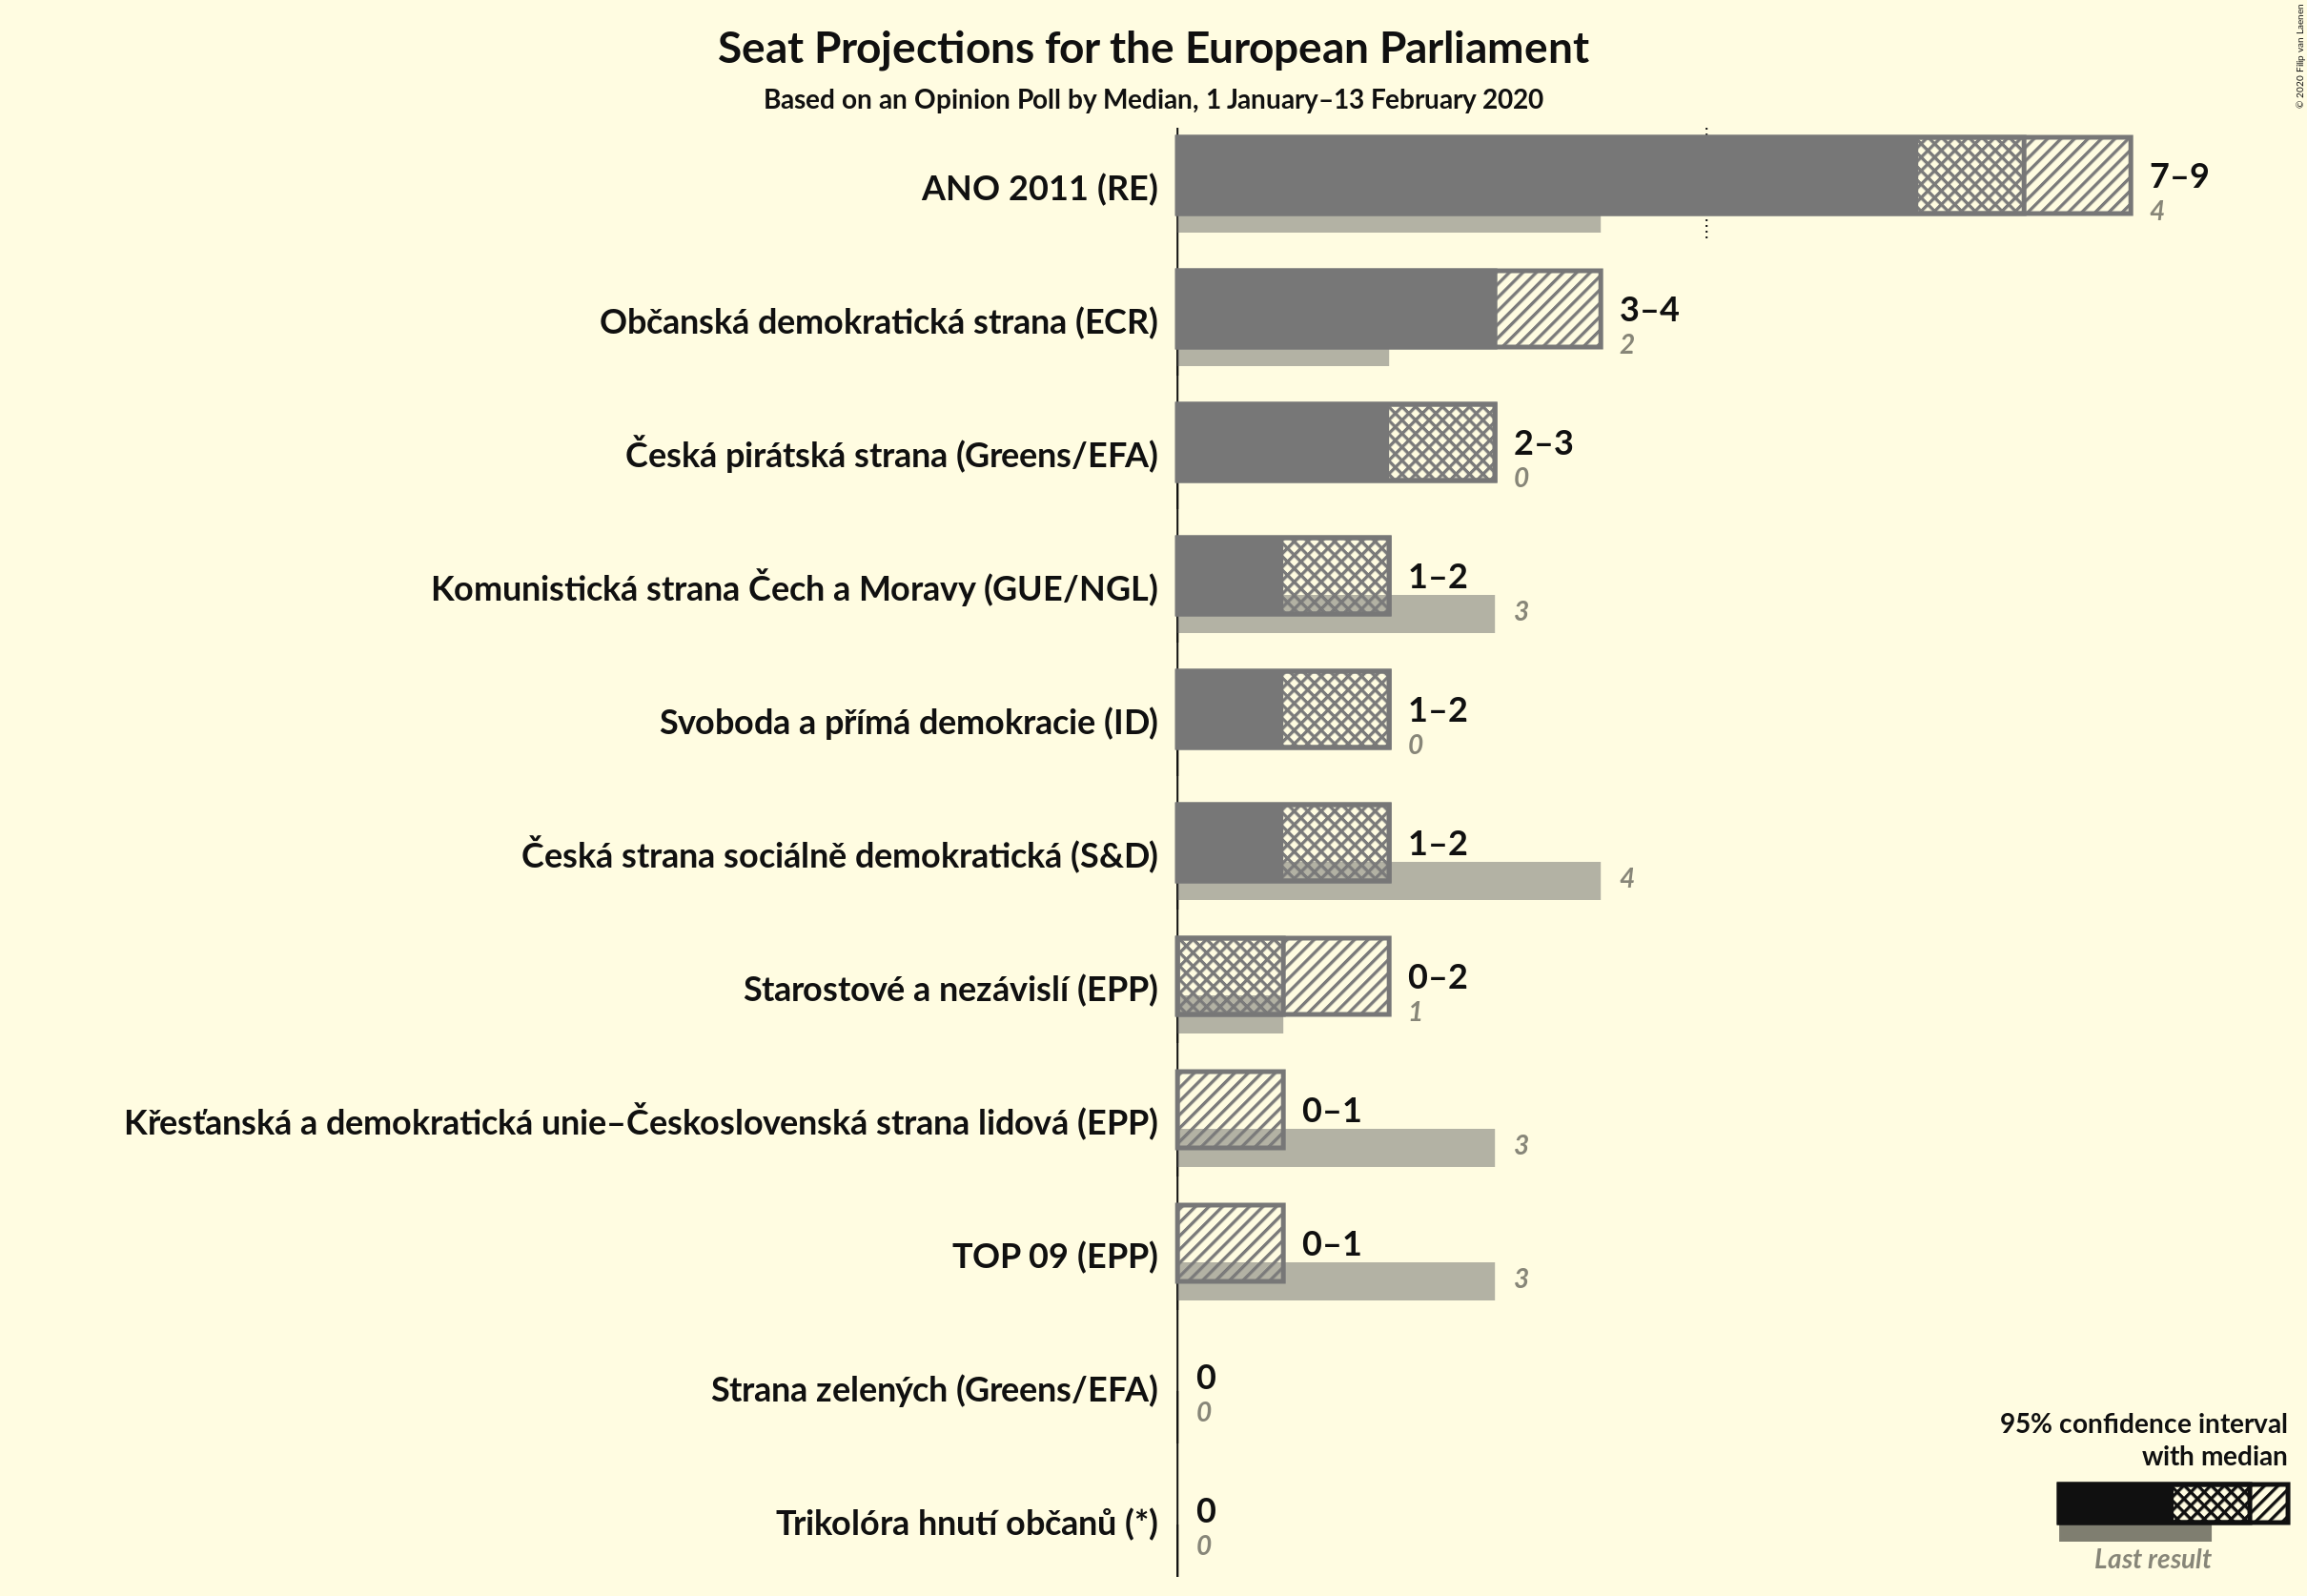 Seat Projections for the European Parliament
Based on an Opinion Poll by Median, 1 January–13 February 2020
© 2020 Filip van Laenen
ANO 2011 (RE)
7–9
4
Občanská demokratická strana (ECR)
3–4
2
Česká pirátská strana (Greens/EFA)
2–3
0
Komunistická strana Čech a Moravy (GUE/NGL)
1–2
3
Svoboda a přímá demokracie (ID)
1–2
0
Česká strana sociálně demokratická (S&D)
1–2
4
Starostové a nezávislí (EPP)
0–2
1
Křesťanská a demokratická unie–Československá strana lidová (EPP)
0–1
3
TOP 09 (EPP)
0–1
3
Strana zelených (Greens/EFA)
0
0
Trikolóra hnutí občanů (*)
0
0
95% confidence interval
with median
Last result